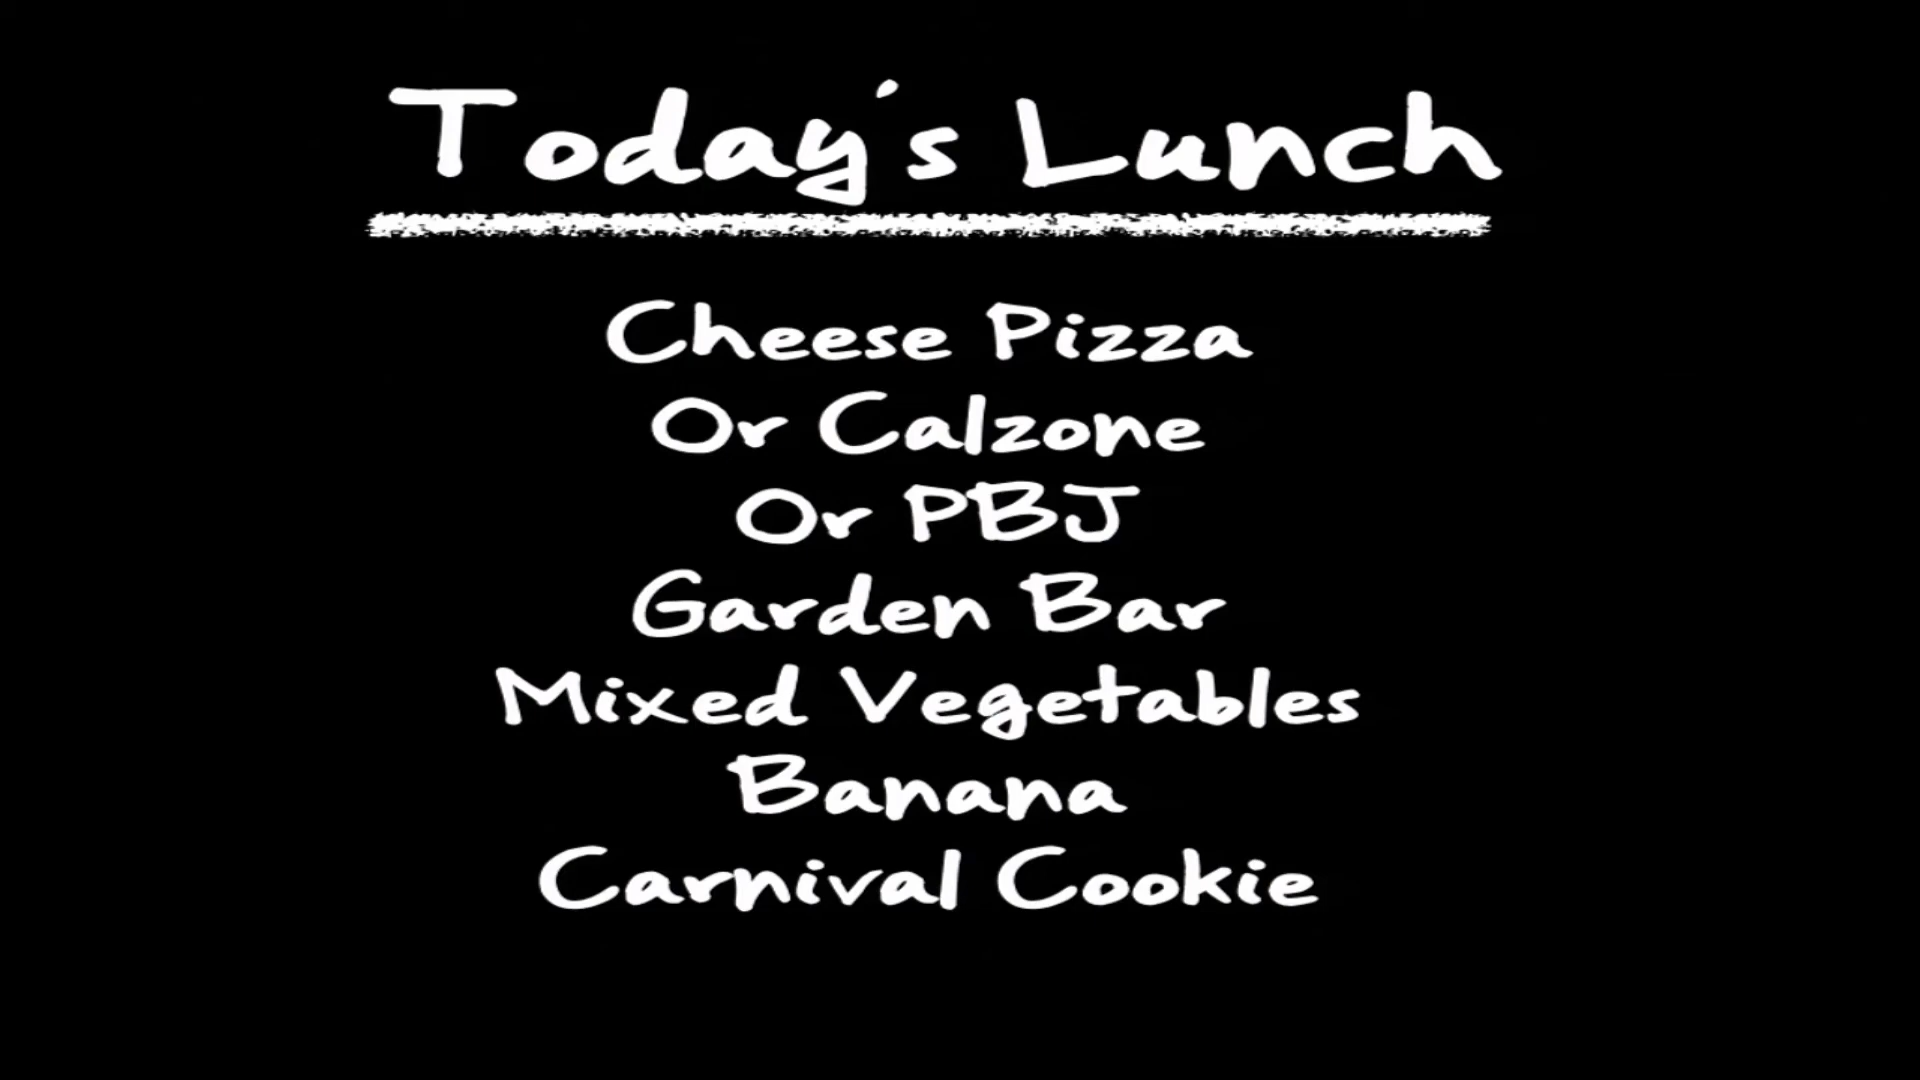 Today's Lunch
Cheese Pizza
Or Calzone
Or PBJ
Garden Bar
Mixed Vegetables
Banana
Carnival Cookie